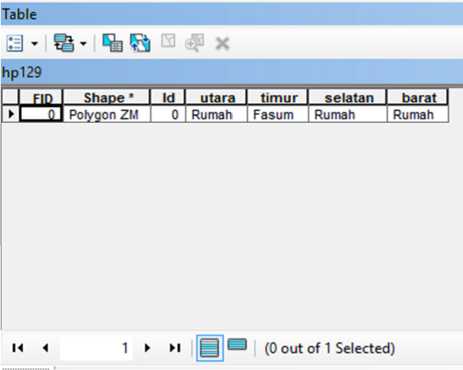 Table
hp129
FID Shape * Id utara timur selatan barat
0 Polygon ZM 0 Rumah Fasum Rumah Rumah
1 (0 out of 1 Selected)